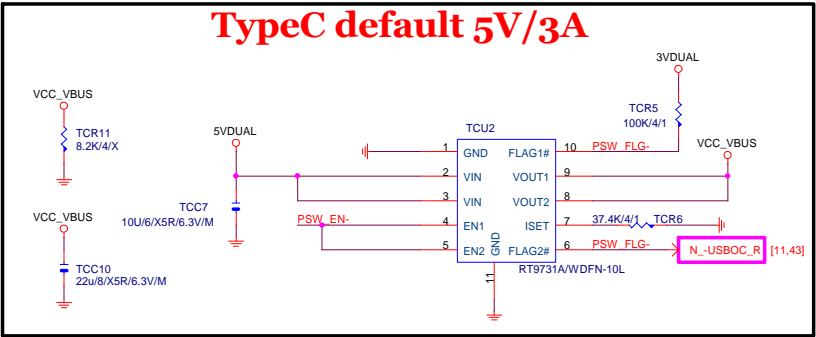 TypeC default 5V/3A
3VDUAL
VCC_VBUS
TCR11
8.2K/4/X
5VDUAL
TCU2
TCR5
100K/4/1
VCC_VBUS
1 GND FLAG1# 10 PSW_FLG-
2 VIN VOUT1 9
3 VIN VOUT2 8
PSW_EN- 4 EN1 ISET 7 37.4K/4/1 TCR6
5 EN2 GND FLAG2# 6 PSW_FLG- N_-USBOC_R [11,43]
11
RT9731A/WDFN-10L
TCC7
10U/6/X5R/6.3V/M
VCC_VBUS
TCC10
22u/8/X5R/6.3V/M